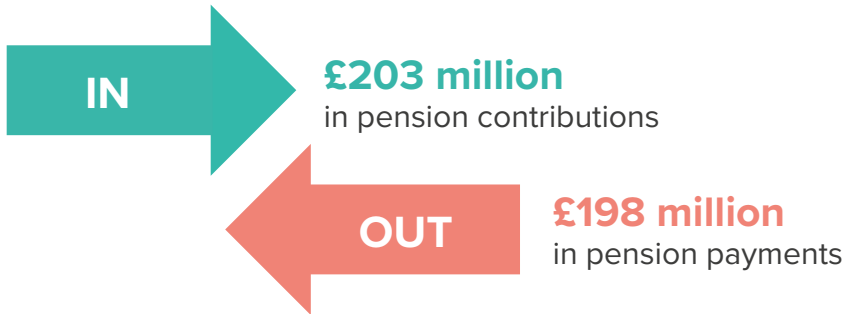 IN
£203 million
in pension contributions
OUT
£198 million
in pension payments